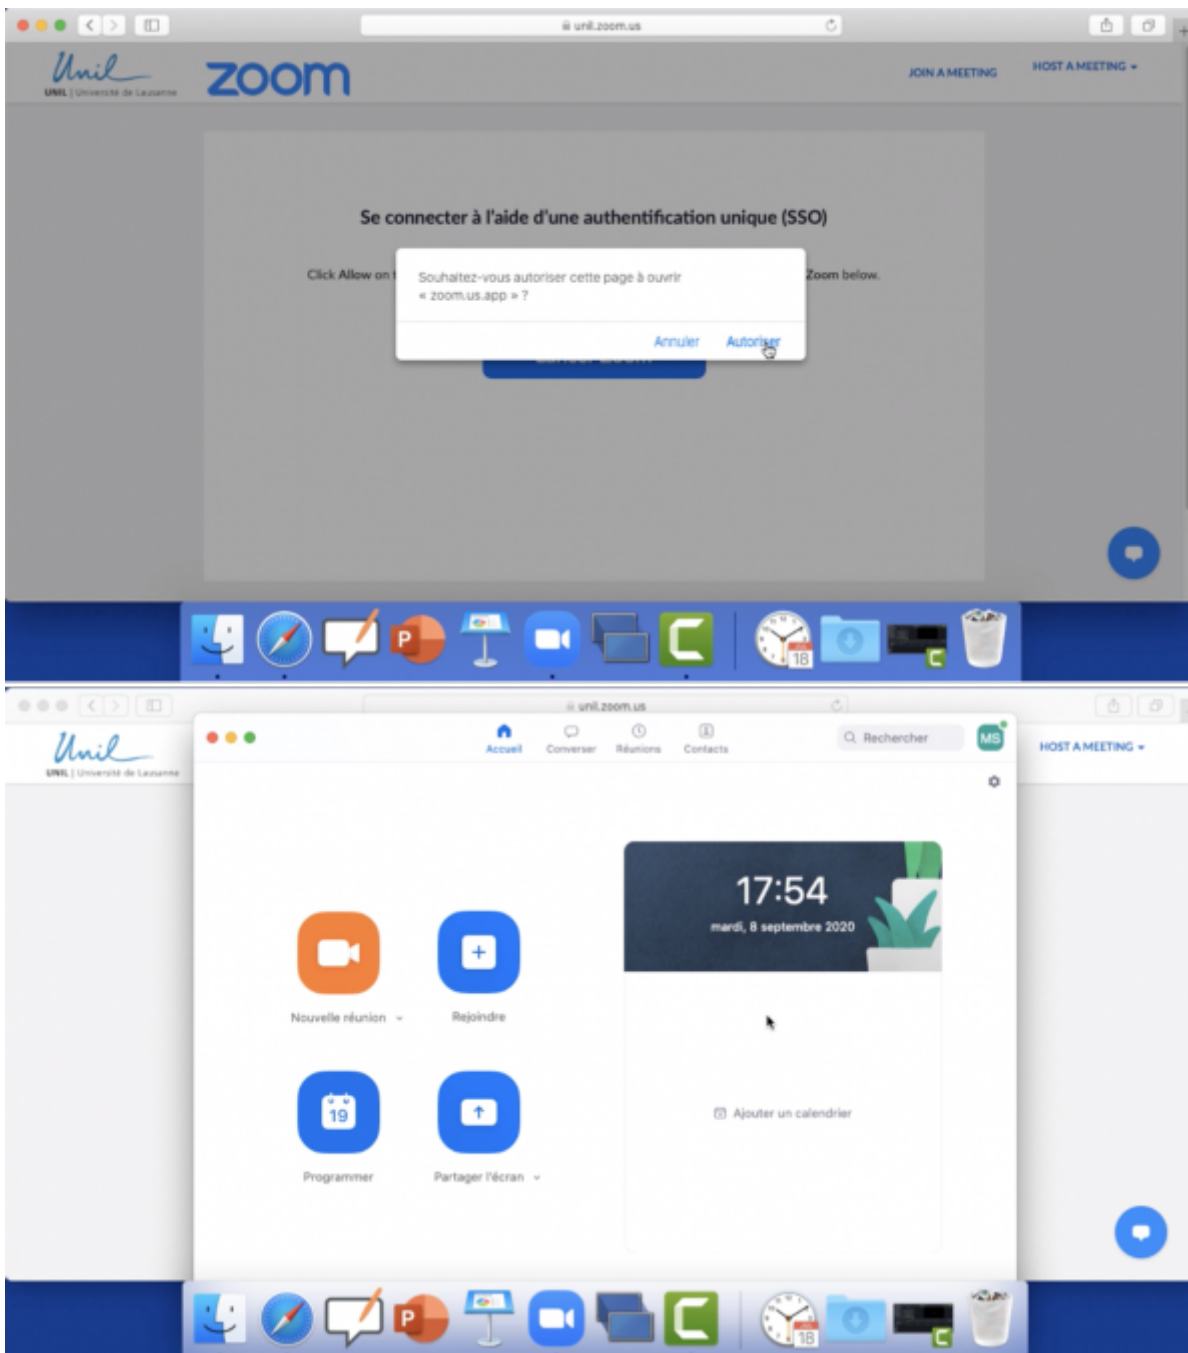 unil.zoom.us
Unil
UNIL | Université de Lausanne
zoom
JOIN A MEETING
HOST A MEETING
Se connecter à l'aide d'une authentification unique (SSO)
Click Allow on
Zoom below.
Souhaitez-vous autoriser cette page à ouvrir
« zoom.us.app » ?
Annuler
Autoriser
P
18
unil.zoom.us
Unil
UNIL | Université de Lausanne
HOST A MEETING
Accueil
Converser
Réunions
Contacts
Rechercher
MS
17:54
mardi, 8 septembre 2020
Nouvelle réunion
Rejoindre
19
Programmer
Partager l'écran
Ajouter un calendrier
P
18